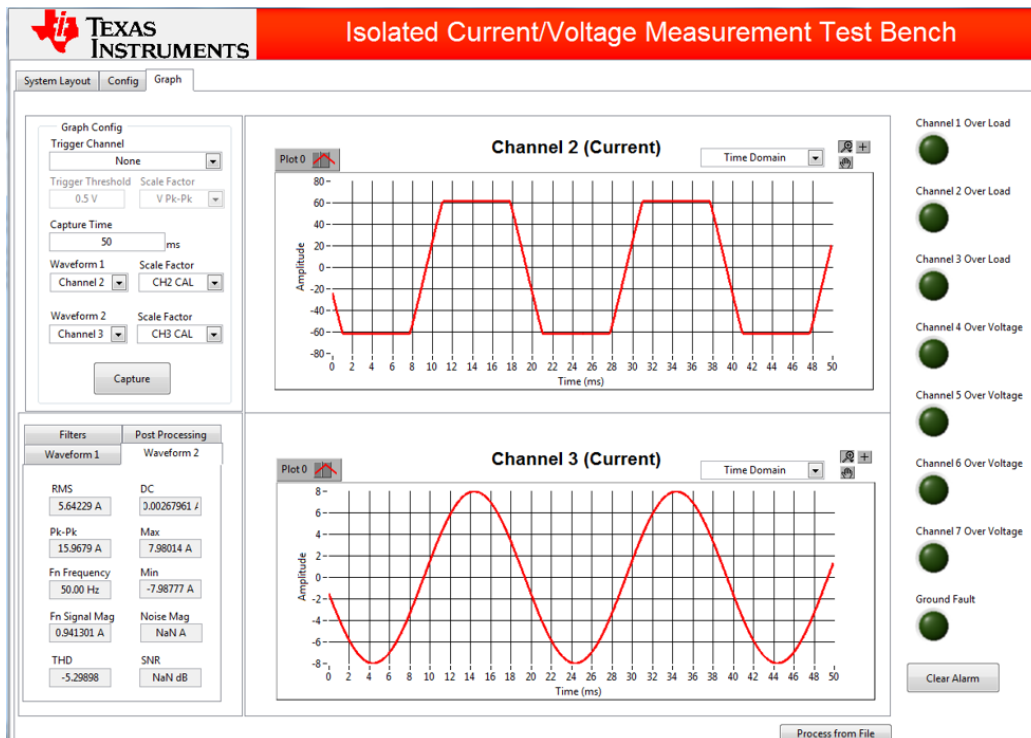 TEXAS
INSTRUMENTS
Isolated Current/Voltage Measurement Test Bench
System Layout Config Graph
Graph Config
Trigger Channel
None
Trigger Threshold Scale Factor
0.5 V V Pk-Pk
Capture Time
50 ms
Waveform 1 Scale Factor
Channel 2 CH2 CAL
Waveform 2 Scale Factor
Channel 3 CH3 CAL
Capture
Plot 0
Channel 2 (Current)
Time Domain
Amplitude
80
60
40
20
0
-20
-40
-60
-80
0 2 4 6 8 10 12 14 16 18 20 22 24 26 28 30 32 34 36 38 40 42 44 46 48 50
Time (ms)
Filters Post Processing
Waveform 1 Waveform 2
RMS DC
5.64229 A 0.00267961 A
Pk-Pk Max
15.9679 A 7.98014 A
Fn Frequency Min
50.00 Hz -7.98777 A
Fn Signal Mag Noise Mag
0.941301 A NaN A
THD SNR
-5.29898 NaN dB
Plot 0
Channel 3 (Current)
Time Domain
Amplitude
8
6
4
2
0
-2
-4
-6
-8
0 2 4 6 8 10 12 14 16 18 20 22 24 26 28 30 32 34 36 38 40 42 44 46 48 50
Time (ms)
Channel 1 Over Load
Channel 2 Over Load
Channel 3 Over Load
Channel 4 Over Voltage
Channel 5 Over Voltage
Channel 6 Over Voltage
Channel 7 Over Voltage
Ground Fault
Clear Alarm
Process from File